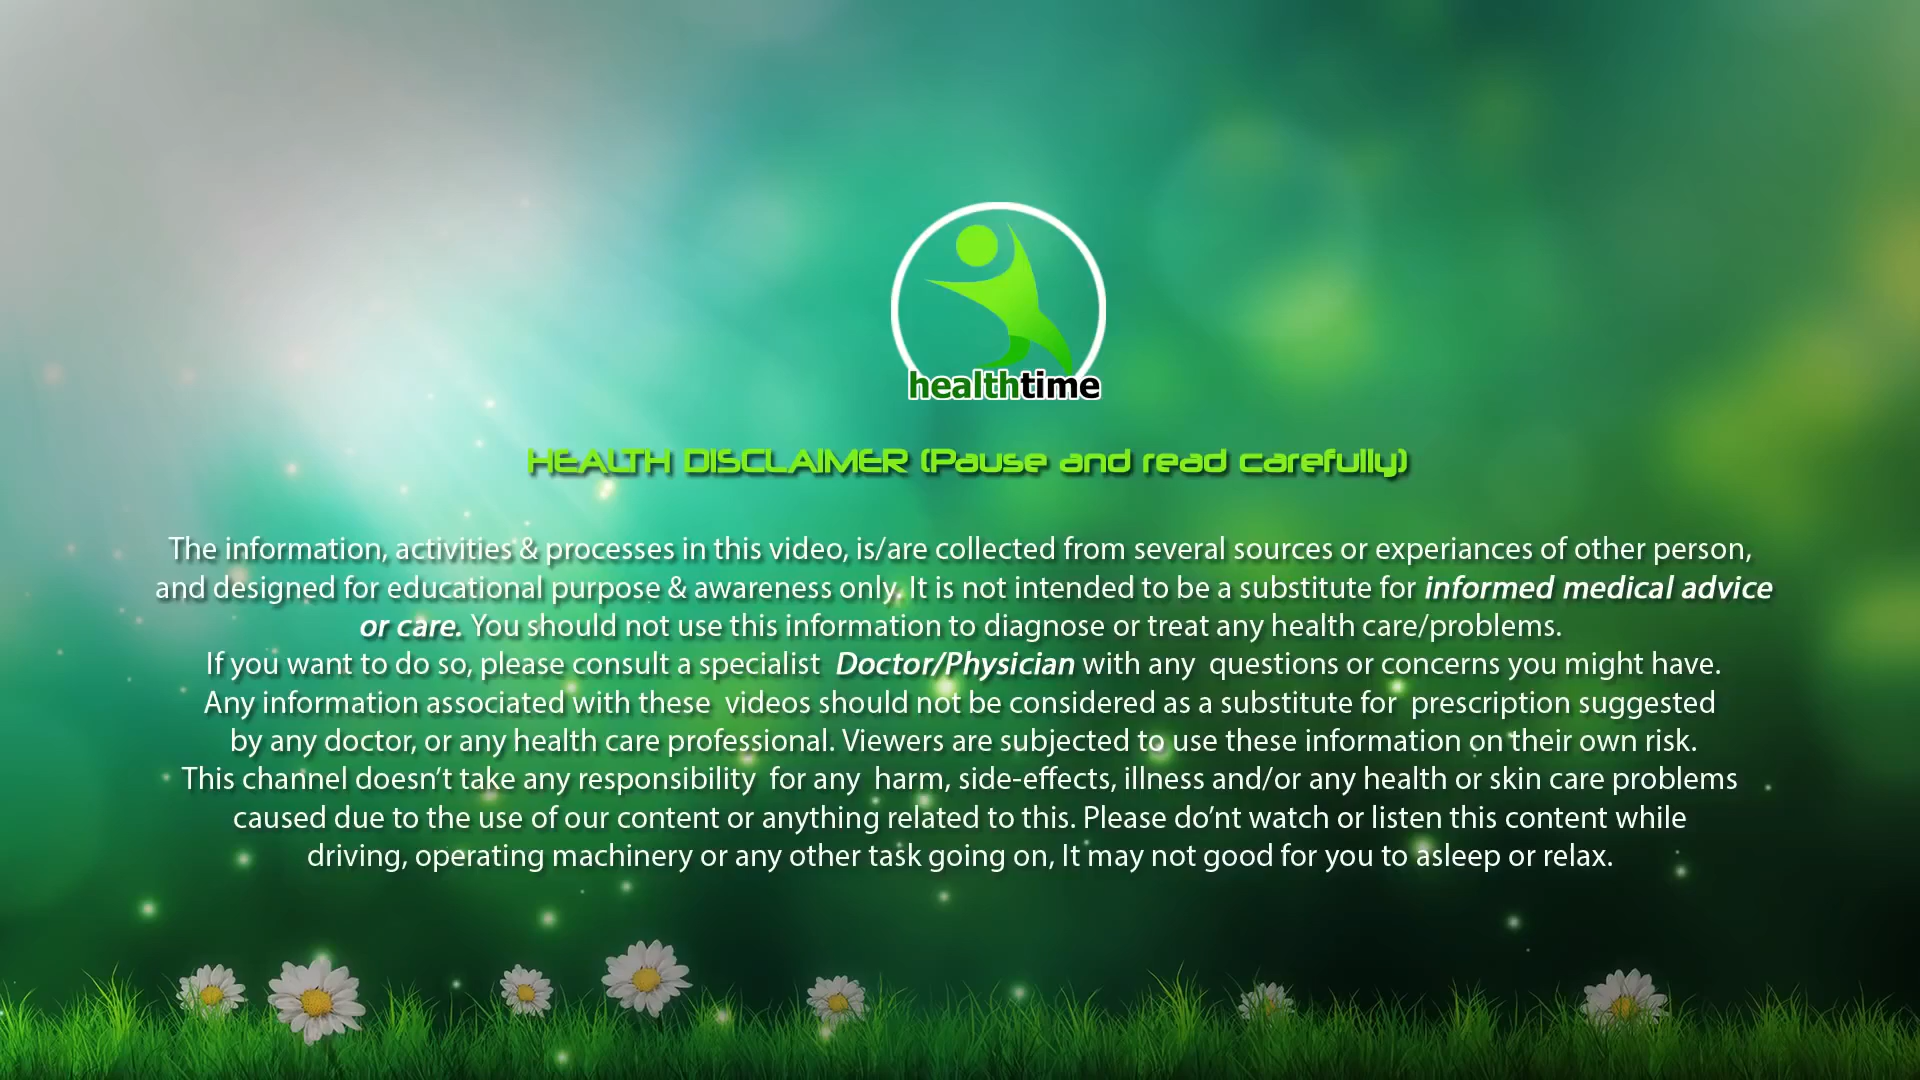 healthtime
HEALTH DISCLAIMER (Pause and read carefully)
The information, activities & processes in this video, is/are collected from several sources or experiances of other person,
and designed for educational purpose & awareness only. It is not intended to be a substitute for informed medical advice
or care. You should not use this information to diagnose or treat any health care/problems.
If you want to do so, please consult a specialist Doctor/Physician with any questions or concerns you might have.
Any information associated with these videos should not be considered as a substitute for prescription suggested
by any doctor, or any health care professional. Viewers are subjected to use these information on their own risk.
This channel doesn’t take any responsibility for any harm, side-effects, illness and/or any health or skin care problems
caused due to the use of our content or anything related to this. Please do’nt watch or listen this content while
driving, operating machinery or any other task going on, It may not good for you to asleep or relax.